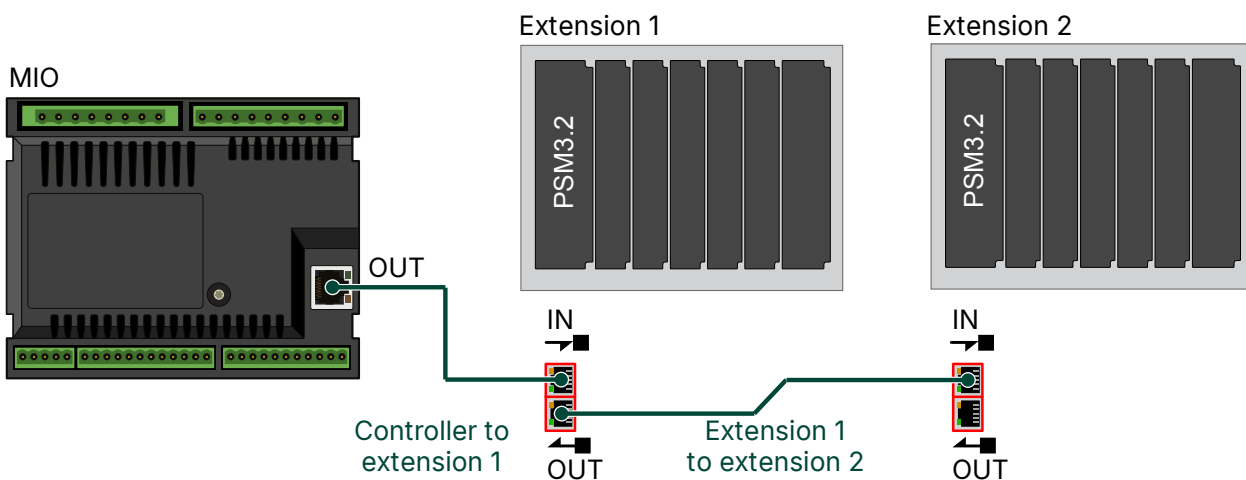 Extension 1
Extension 2
MIO
PSM3.2
PSM3.2
OUT
IN
IN
Controller to
extension 1
Extension 1
to extension 2
OUT
OUT